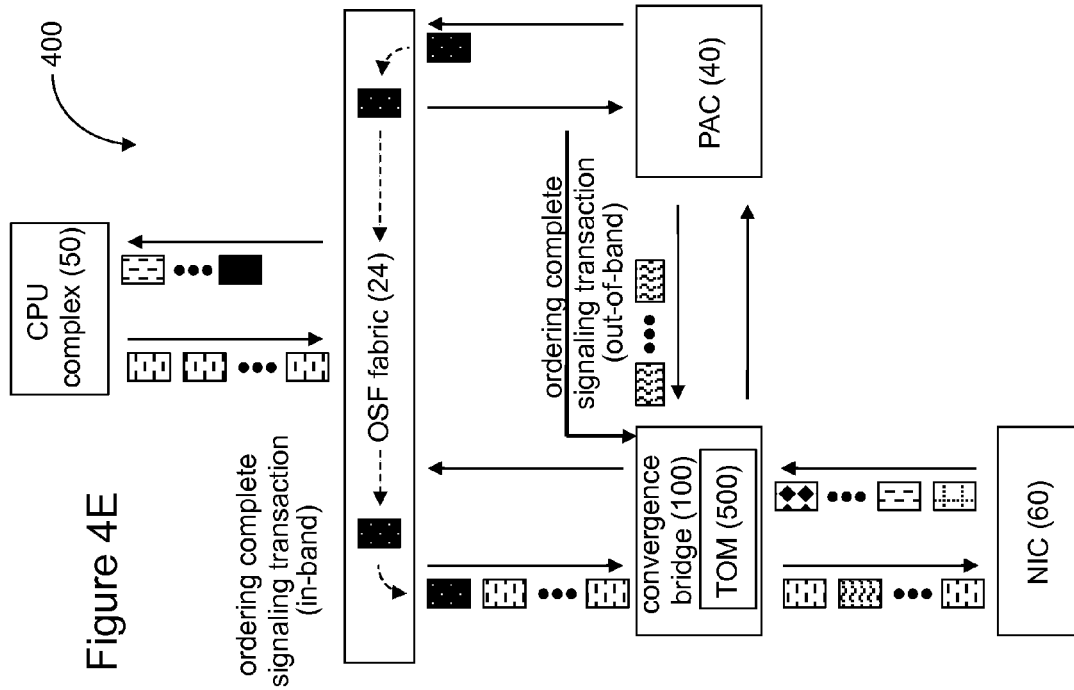 Figure 4E
400
CPU
complex (50)
ordering complete
signaling transaction
(in-band)
OSF fabric (24)
ordering complete
signaling transaction
(out-of-band)
convergence
bridge (100)
TOM (500)
PAC (40)
NIC (60)